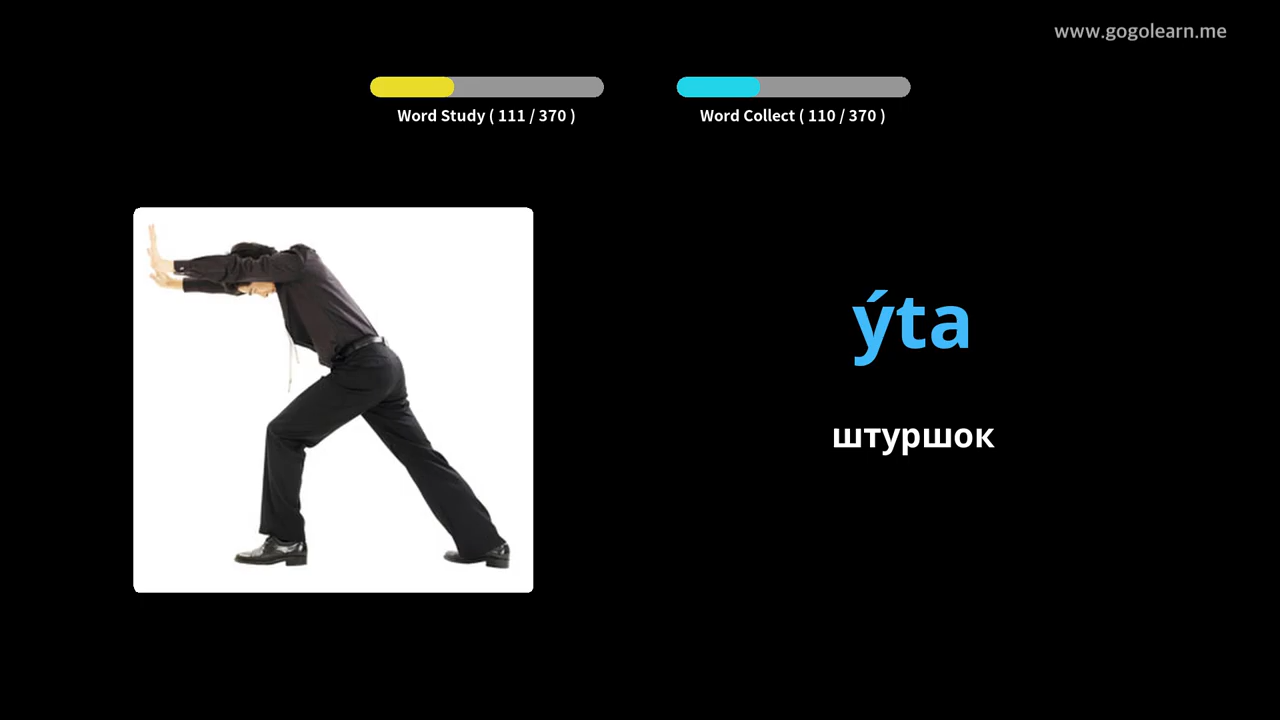 www.gogolearn.me
Word Study ( 111 / 370 )
Word Collect ( 110 / 370 )
ýta
штуршок